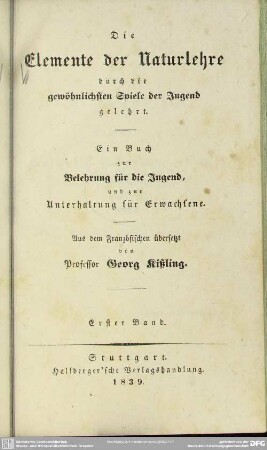 Die
Elemente der Naturlehre
durch die
gewöhnlichsten Spiele der Jugend
gelehrt.
Ein Buch
zur
Belehrung für die Jugend,
und zur
Unterhaltung für Erwachsene.
Aus dem Französischen übersetzt
von
Professor Georg Kißling.
Erster Band.
Stuttgart.
Hallberger'sche Verlagshandlung.
1839.